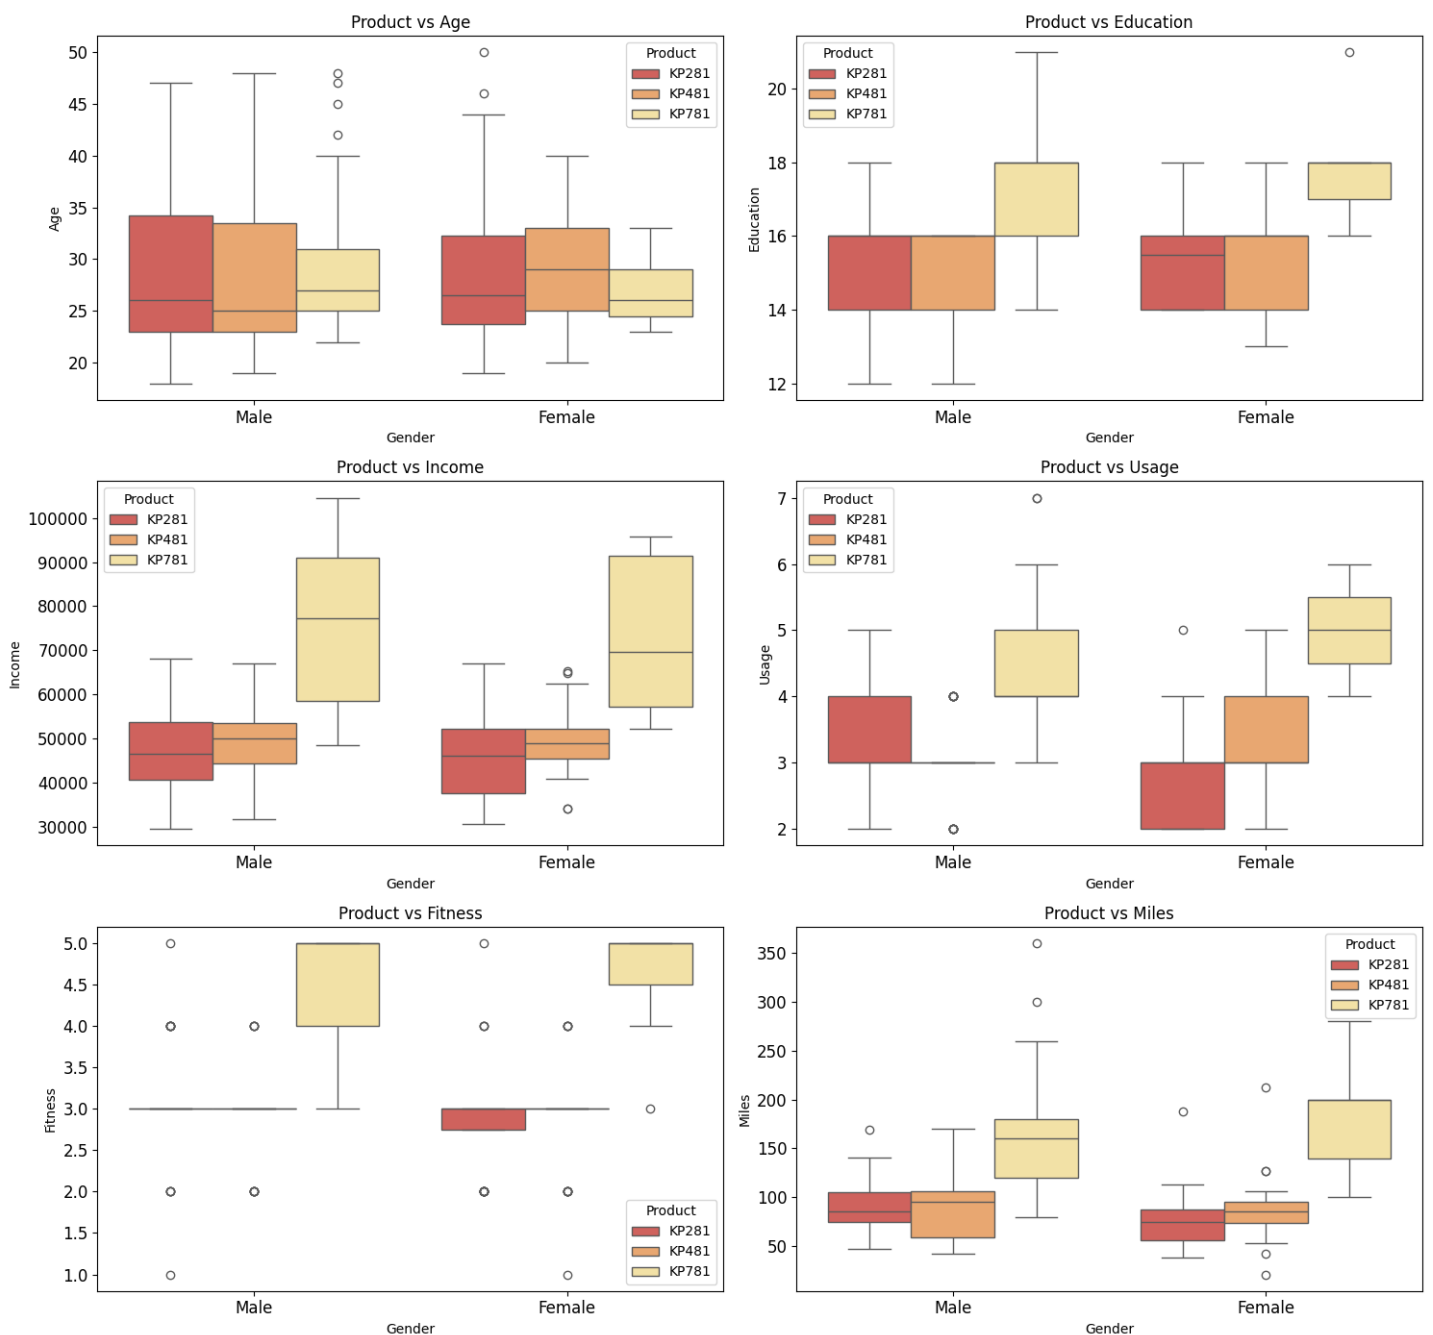 Product vs Age
50
45
40
35
30
25
20
Age
Male
Female
Gender
Product
KP281
KP481
KP781
Product vs Education
20
18
16
14
12
Education
Male
Female
Gender
Product
KP281
KP481
KP781
Product vs Income
100000
90000
80000
70000
60000
50000
40000
30000
Income
Male
Female
Gender
Product
KP281
KP481
KP781
Product vs Usage
7
6
5
4
3
2
Usage
Male
Female
Gender
Product
KP281
KP481
KP781
Product vs Fitness
5.0
4.5
4.0
3.5
3.0
2.5
2.0
1.5
1.0
Fitness
Male
Female
Gender
Product
KP281
KP481
KP781
Product vs Miles
350
300
250
200
150
100
50
Miles
Male
Female
Gender
Product
KP281
KP481
KP781